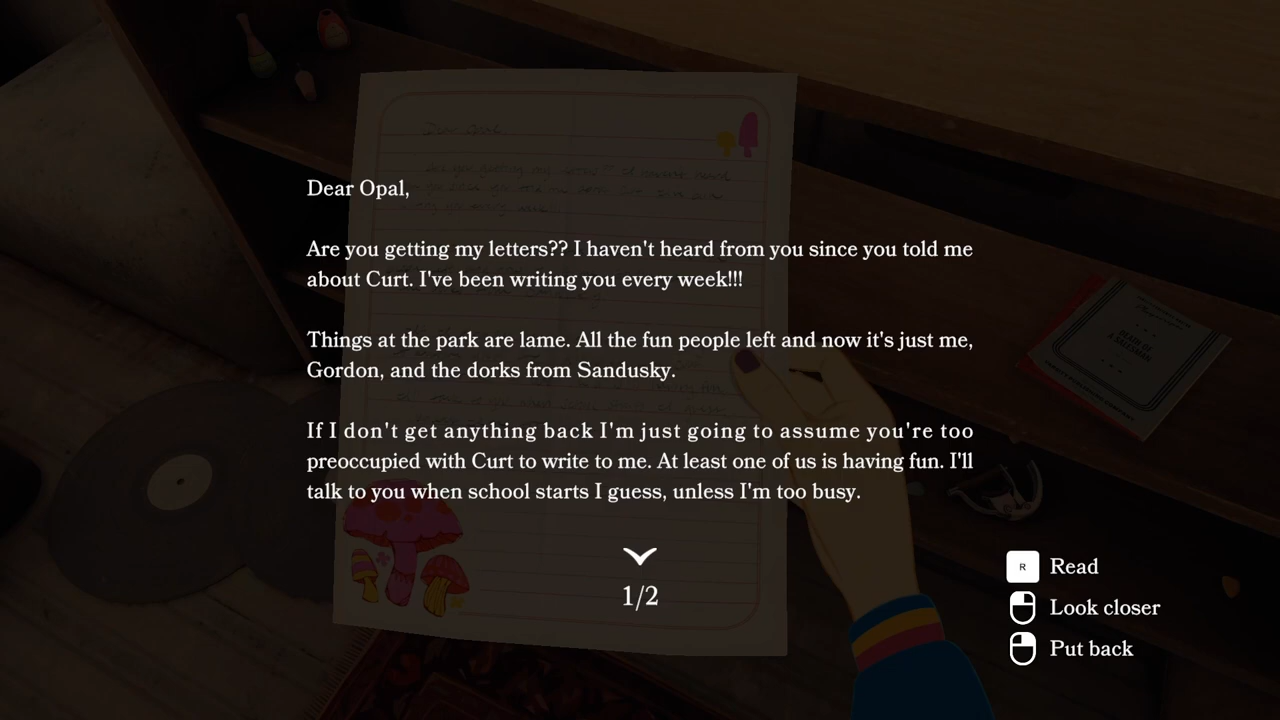 Dear Opal,
Are you getting my letters?? I haven't heard from you since you told me
about Curt. I've been writing you every week!!!
Things at the park are lame. All the fun people left and now it's just me,
Gordon, and the dorks from Sandusky.
If I don't get anything back I'm just going to assume you're too
preoccupied with Curt to write to me. At least one of us is having fun. I'll
talk to you when school starts I guess, unless I'm too busy.
1/2
R Read
Look closer
Put back
DEATH OF
A SALESMAN